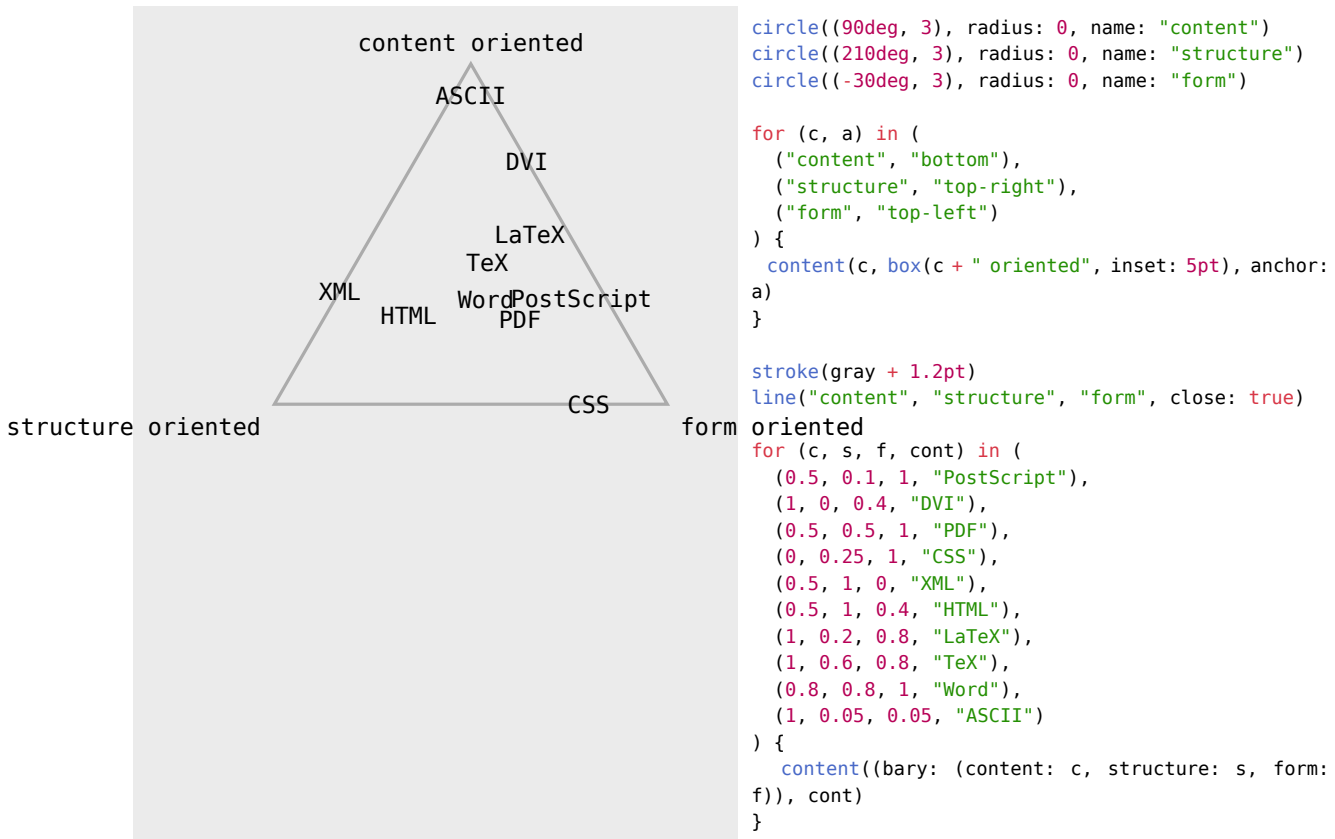 content oriented
ASCII
DVI
LaTeX
TeX
XML
WordPostScript
HTML
PDF
CSS
structure oriented
form oriented
circle((90deg, 3), radius: 0, name: "content")
circle((210deg, 3), radius: 0, name: "structure")
circle((-30deg, 3), radius: 0, name: "form")
for (c, a) in (
("content", "bottom"),
("structure", "top-right"),
("form", "top-left")
) {
content(c, box(c + " oriented", inset: 5pt), anchor:
a)
}
stroke(gray + 1.2pt)
line("content", "structure", "form", close: true)
for (c, s, f, cont) in (
(0.5, 0.1, 1, "PostScript"),
(1, 0, 0.4, "DVI"),
(0.5, 0.5, 1, "PDF"),
(0, 0.25, 1, "CSS"),
(0.5, 1, 0, "XML"),
(0.5, 1, 0.4, "HTML"),
(1, 0.2, 0.8, "LaTeX"),
(1, 0.6, 0.8, "TeX"),
(0.8, 0.8, 1, "Word"),
(1, 0.05, 0.05, "ASCII")
) {
content((bary: (content: c, structure: s, form:
f)), cont)
}